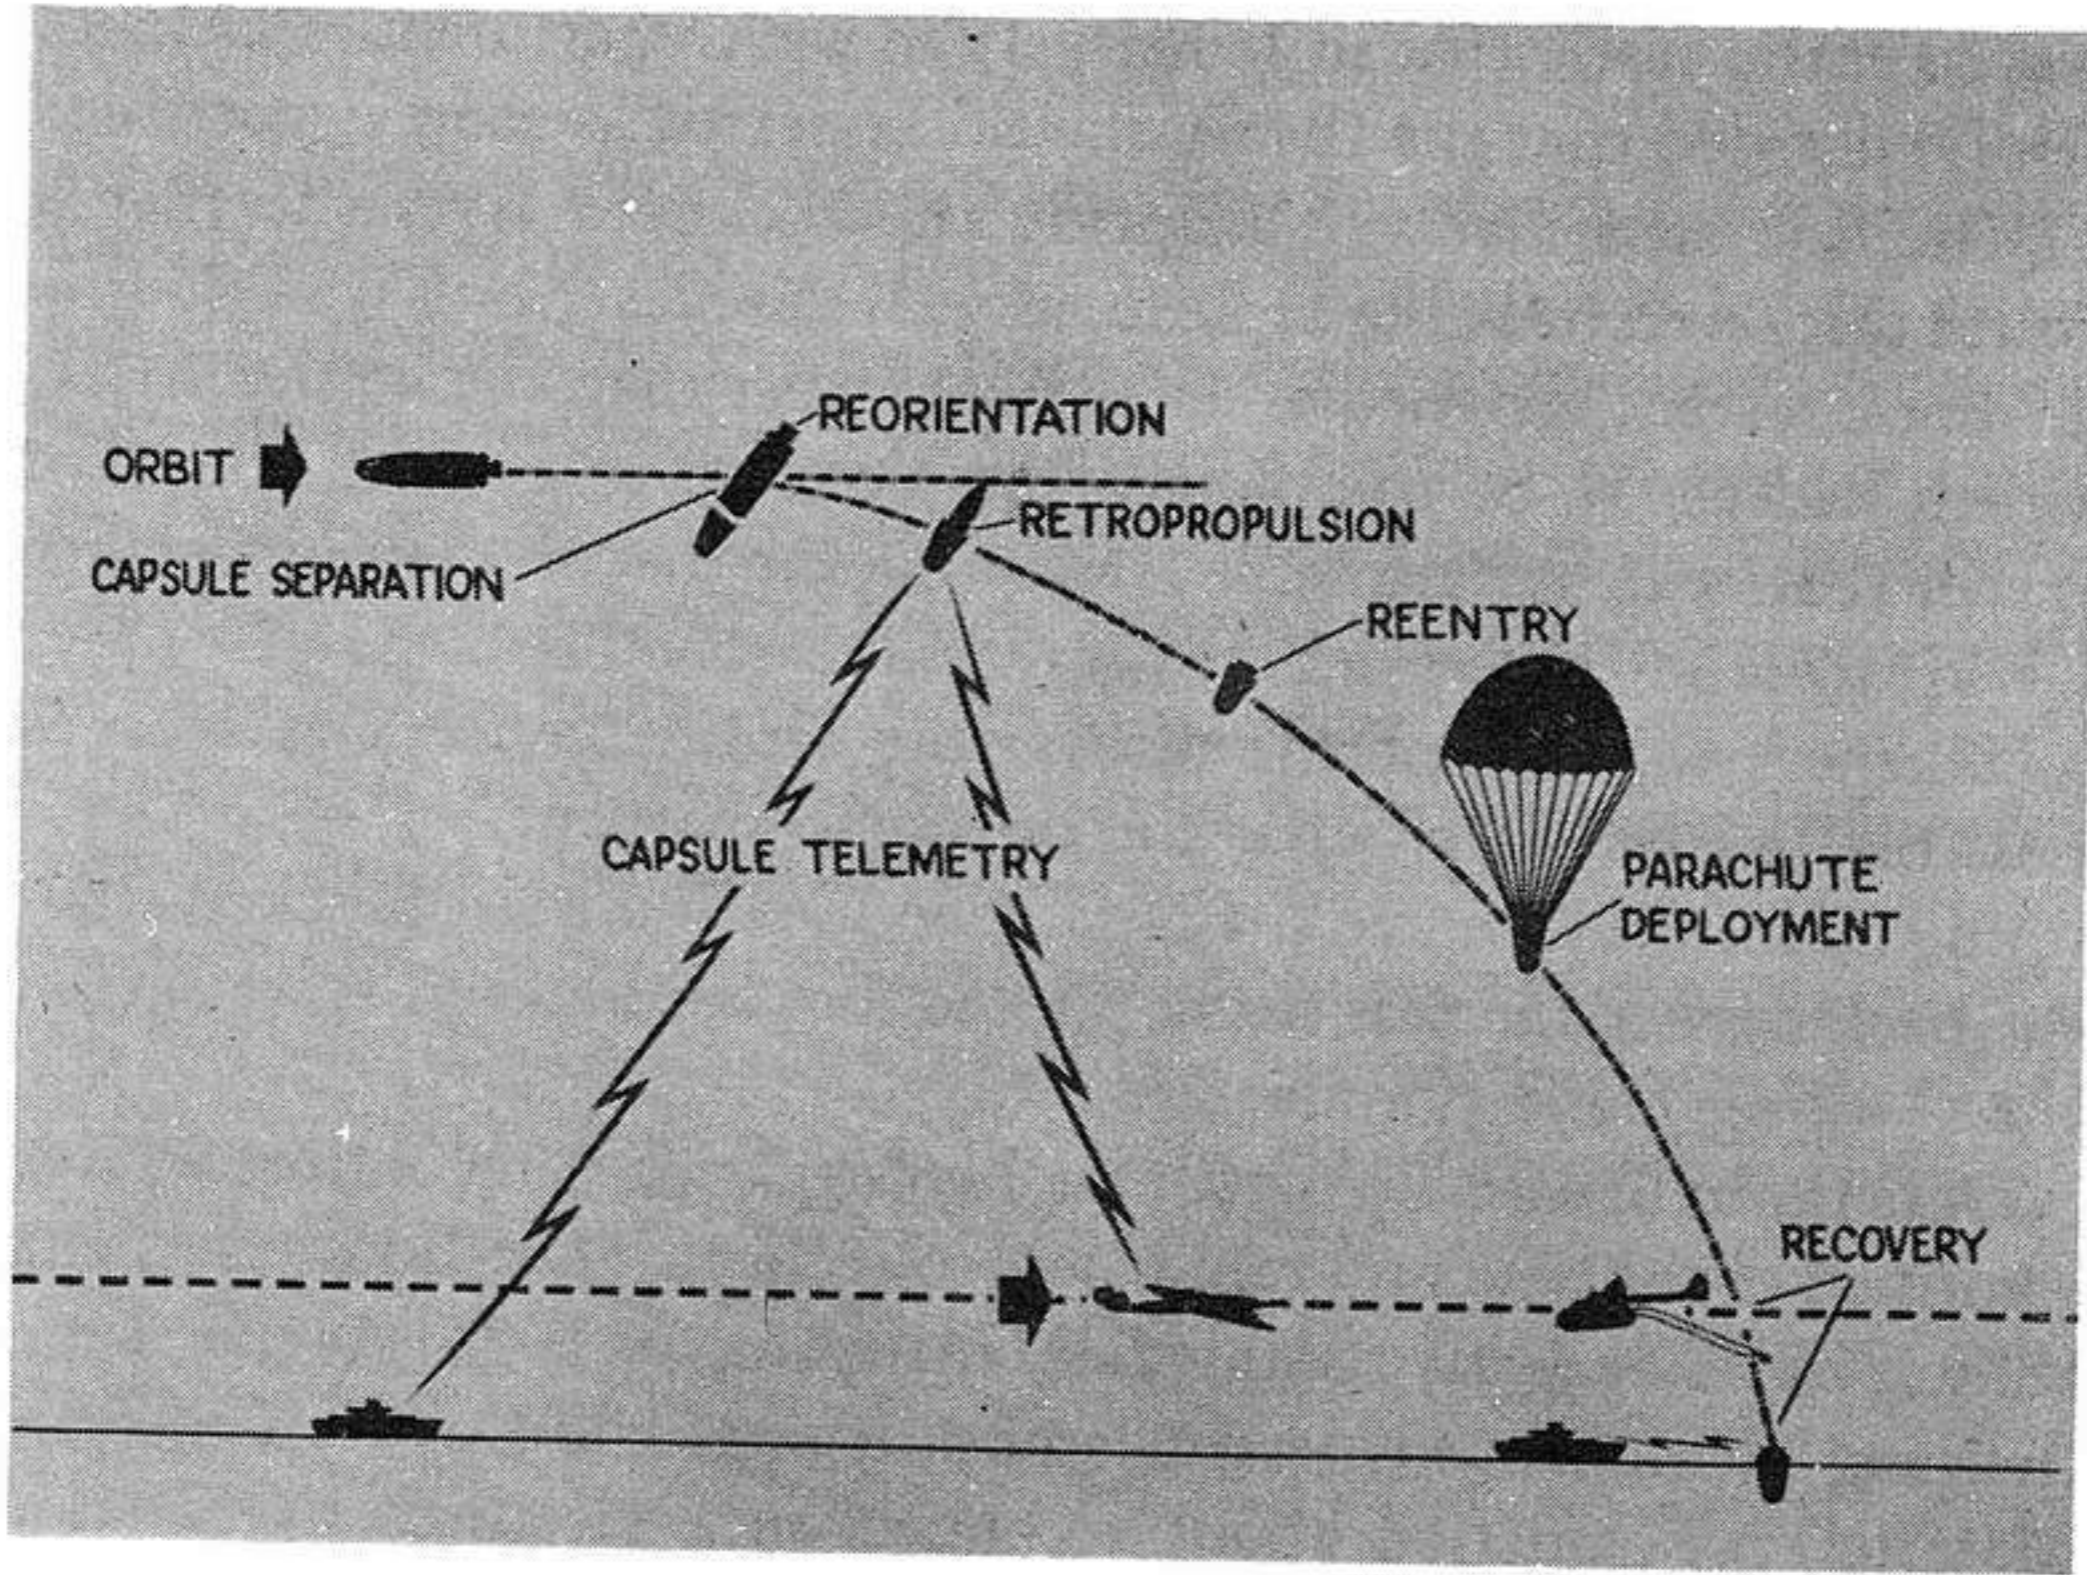 REORIENTATION
ORBIT
RETROPROPULSION
CAPSULE SEPARATION
REENTRY
CAPSULE TELEMETRY
PARACHUTE
DEPLOYMENT
RECOVERY